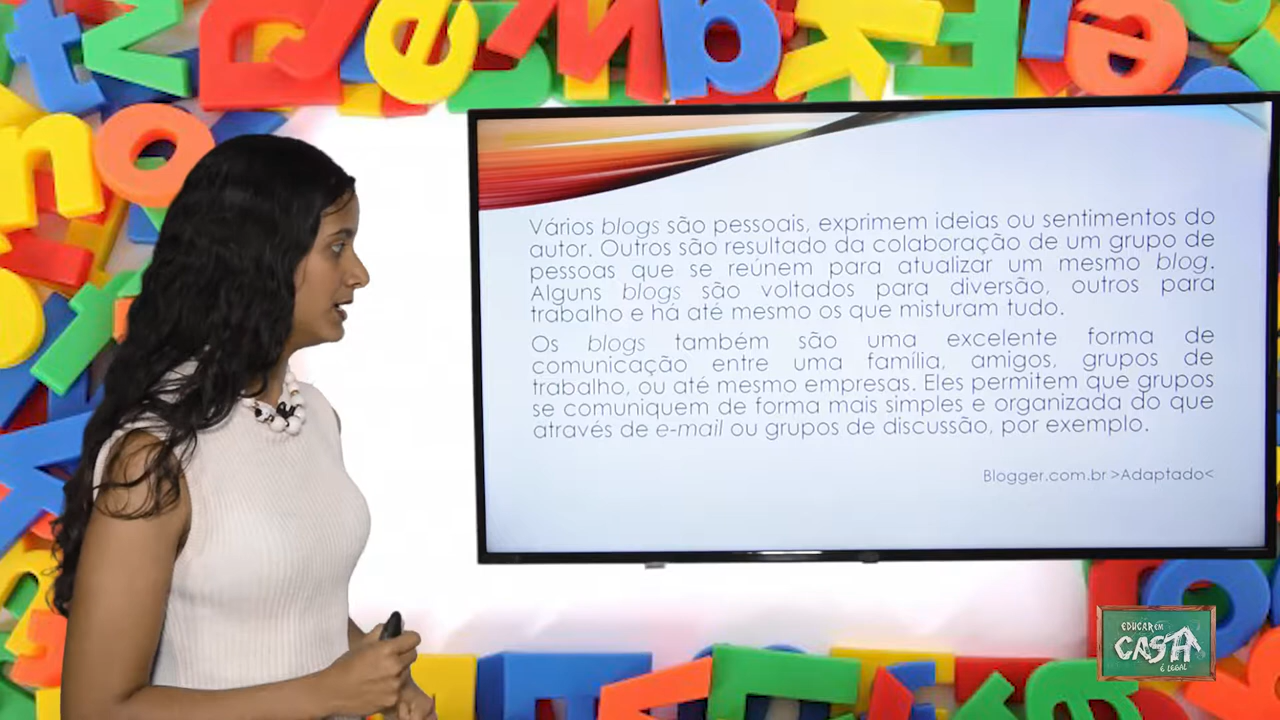 Vários blogs são pessoais, exprimem ideias ou sentimentos do
autor. Outros são resultado da colaboração de um grupo de
pessoas que se reúnem para atualizar um mesmo blog.
Alguns blogs são voltados para diversão, outros para
trabalho e há até mesmo os que misturam tudo.
Os blogs também são uma excelente forma de
comunicação entre uma família, amigos, grupos de
trabalho, ou até mesmo empresas. Eles permitem que grupos
se comuniquem de forma mais simples e organizada do que
através de e-mail ou grupos de discussão, por exemplo.
Blogger.com.br >Adaptado<
EDUCAR EM
CASA
É LEGAL